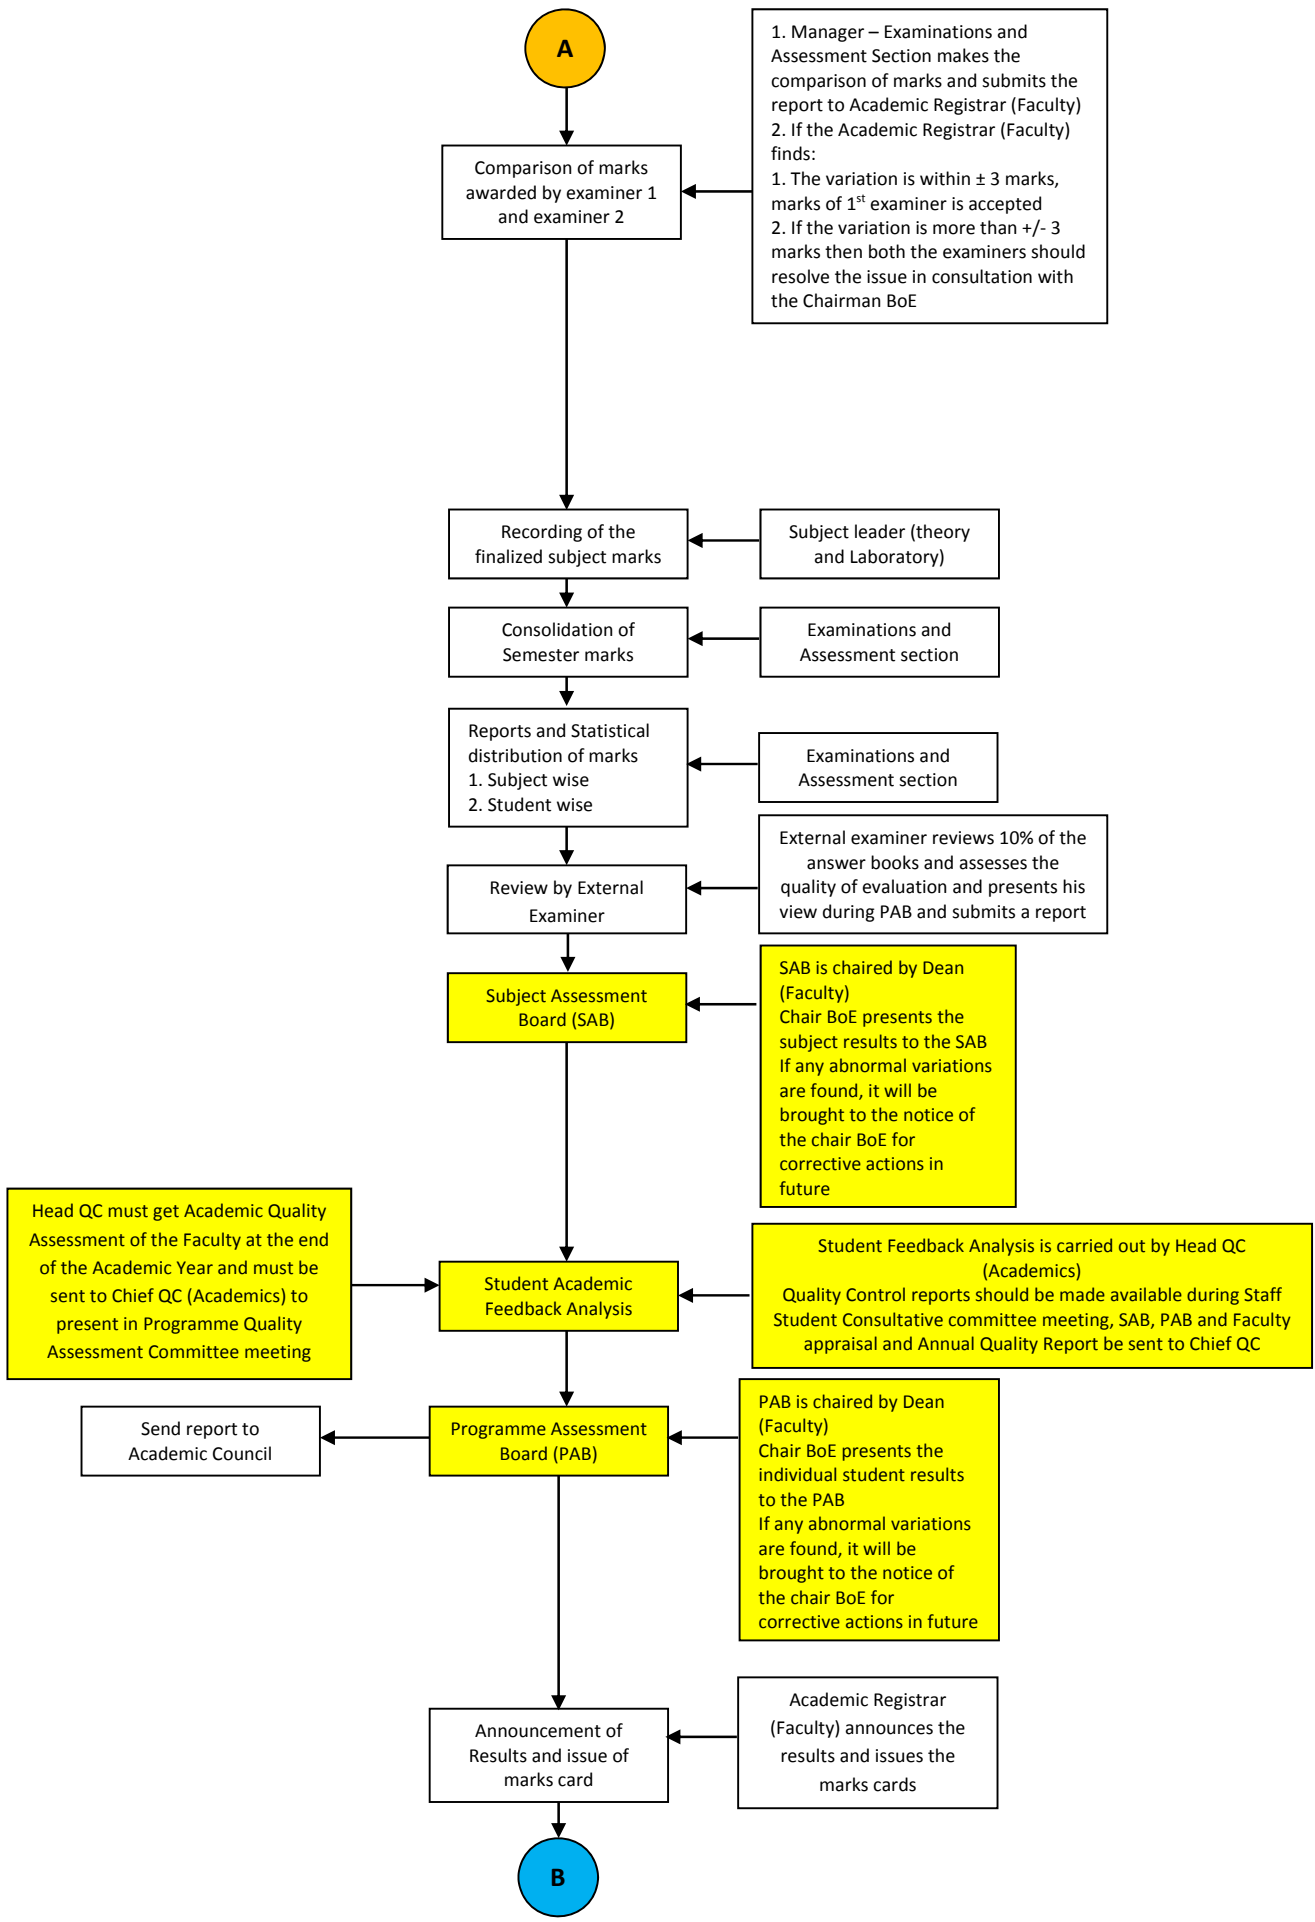 A
1. Manager – Examinations and
Assessment Section makes the
comparison of marks and submits the
report to Academic Registrar (Faculty)
2. If the Academic Registrar (Faculty)
finds:
1. The variation is within ± 3 marks,
marks of 1st examiner is accepted
2. If the variation is more than +/- 3
marks then both the examiners should
resolve the issue in consultation with
the Chairman BoE
Comparison of marks
awarded by examiner 1
and examiner 2
Recording of the
finalized subject marks
Subject leader (theory
and Laboratory)
Consolidation of
Semester marks
Examinations and
Assessment section
Reports and Statistical
distribution of marks
1. Subject wise
2. Student wise
Examinations and
Assessment section
Review by External
Examiner
External examiner reviews 10% of the
answer books and assesses the
quality of evaluation and presents his
view during PAB and submits a report
Subject Assessment
Board (SAB)
SAB is chaired by Dean
(Faculty)
Chair BoE presents the
subject results to the SAB
If any abnormal variations
are found, it will be
brought to the notice of
the chair BoE for
corrective actions in
future
Head QC must get Academic Quality
Assessment of the Faculty at the end
of the Academic Year and must be
sent to Chief QC (Academics) to
present in Programme Quality
Assessment Committee meeting
Student Academic
Feedback Analysis
Student Feedback Analysis is carried out by Head QC
(Academics)
Quality Control reports should be made available during Staff
Student Consultative committee meeting, SAB, PAB and Faculty
appraisal and Annual Quality Report be sent to Chief QC
Send report to
Academic Council
Programme Assessment
Board (PAB)
PAB is chaired by Dean
(Faculty)
Chair BoE presents the
individual student results
to the PAB
If any abnormal variations
are found, it will be
brought to the notice of
the chair BoE for
corrective actions in future
Announcement of
Results and issue of
marks card
Academic Registrar
(Faculty) announces the
results and issues the
marks cards
B